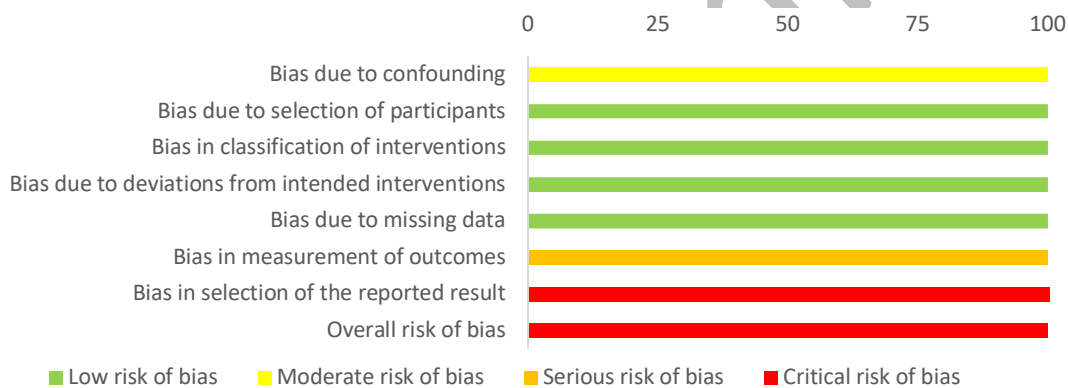 0 25 50 75 100
Bias due to confounding
Bias due to selection of participants
Bias in classification of interventions
Bias due to deviations from intended interventions
Bias due to missing data
Bias in measurement of outcomes
Bias in selection of the reported result
Overall risk of bias
Low risk of bias Moderate risk of bias Serious risk of bias Critical risk of bias